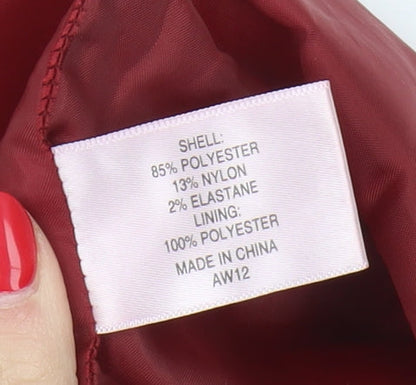 SHELL:
85% POLYESTER
13% NYLON
2% ELASTANE
LINING:
100% POLYESTER
MADE IN CHINA
AW12